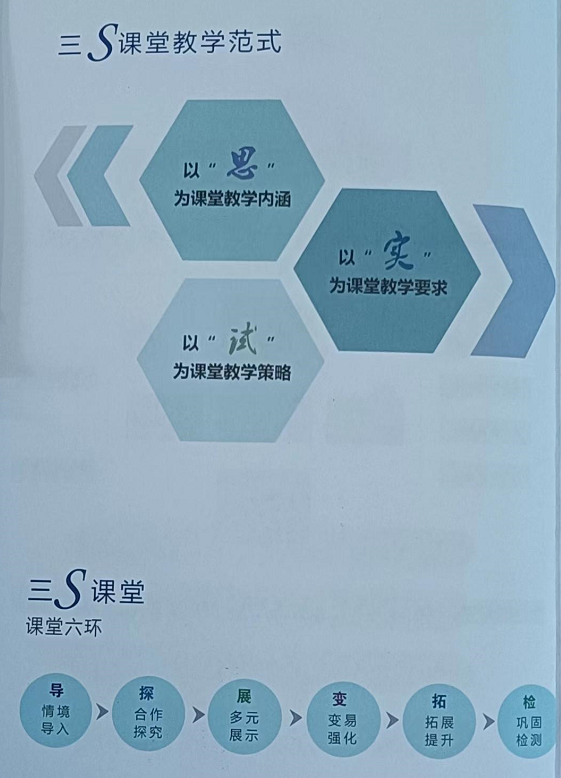 三S课堂教学范式
以“思”
为课堂教学内涵
以“实”
为课堂教学要求
以“试”
为课堂教学策略
三S课堂
课堂六环
导
情境
导入
探
合作
探究
展
多元
展示
变
变易
强化
拓
拓展
提升
检
巩固
检测